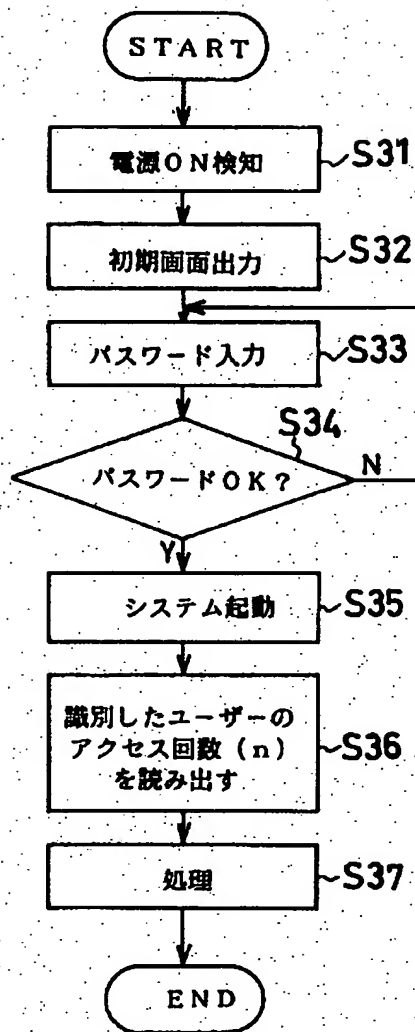 START
電源ON検知
S31
初期画面出力
S32
パスワード入力
S33
S34
パスワードOK?
N
Y
システム起動
S35
識別したユーザーの
アクセス回数(n)
を読み出す
S36
処理
S37
END